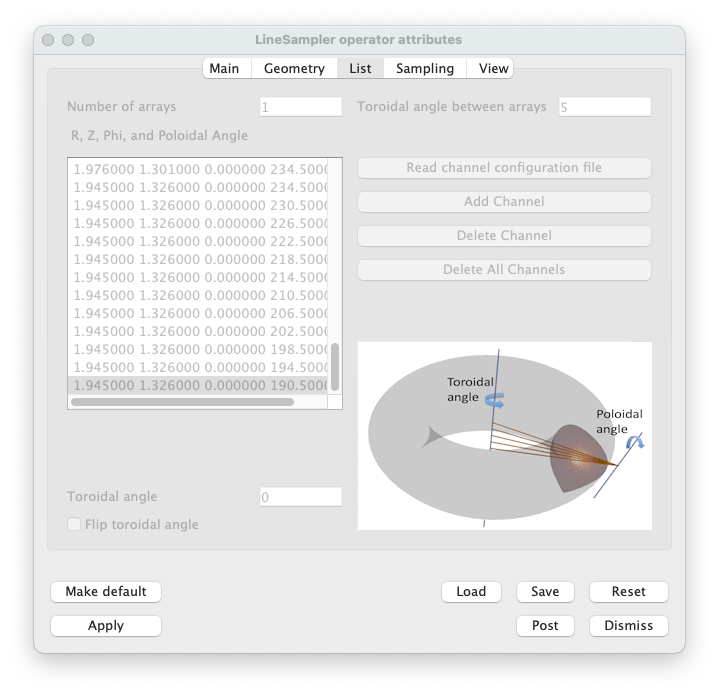 LineSampler operator attributes
Main Geometry List Sampling View
Number of arrays 1 Toroidal angle between arrays 5
R, Z, Phi, and Poloidal Angle
1.976000 1.301000 0.000000 234.5000
1.945000 1.326000 0.000000 234.5000
1.945000 1.326000 0.000000 230.5000
1.945000 1.326000 0.000000 226.5000
1.945000 1.326000 0.000000 222.5000
1.945000 1.326000 0.000000 218.5000
1.945000 1.326000 0.000000 214.5000
1.945000 1.326000 0.000000 210.5000
1.945000 1.326000 0.000000 206.5000
1.945000 1.326000 0.000000 202.5000
1.945000 1.326000 0.000000 198.5000
1.945000 1.326000 0.000000 194.5000
1.945000 1.326000 0.000000 190.5000
Read channel configuration file
Add Channel
Delete Channel
Delete All Channels
Toroidal
angle
Poloidal
angle
Toroidal angle 0
Flip toroidal angle
Make default Load Save Reset
Apply Post Dismiss